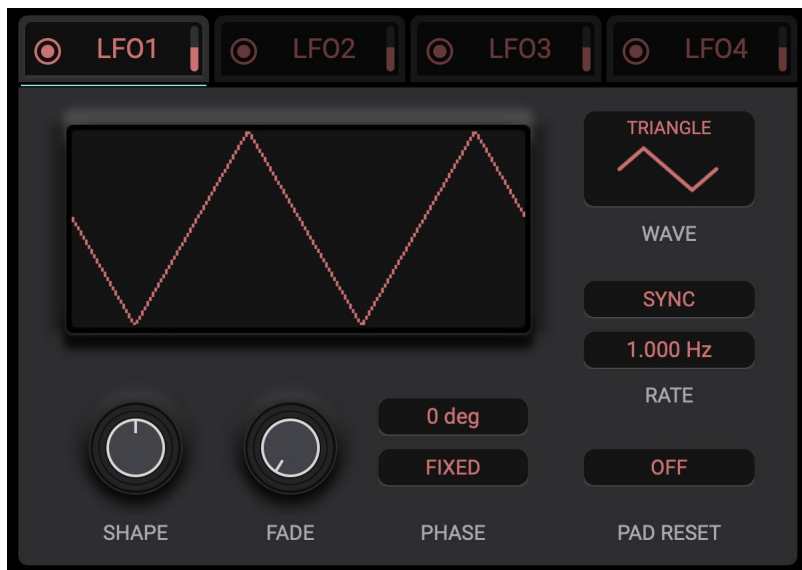 LFO1 LFO2 LFO3 LFO4
TRIANGLE
WAVE
SYNC
1.000 Hz
RATE
0 deg
FIXED
OFF
SHAPE FADE PHASE PAD RESET